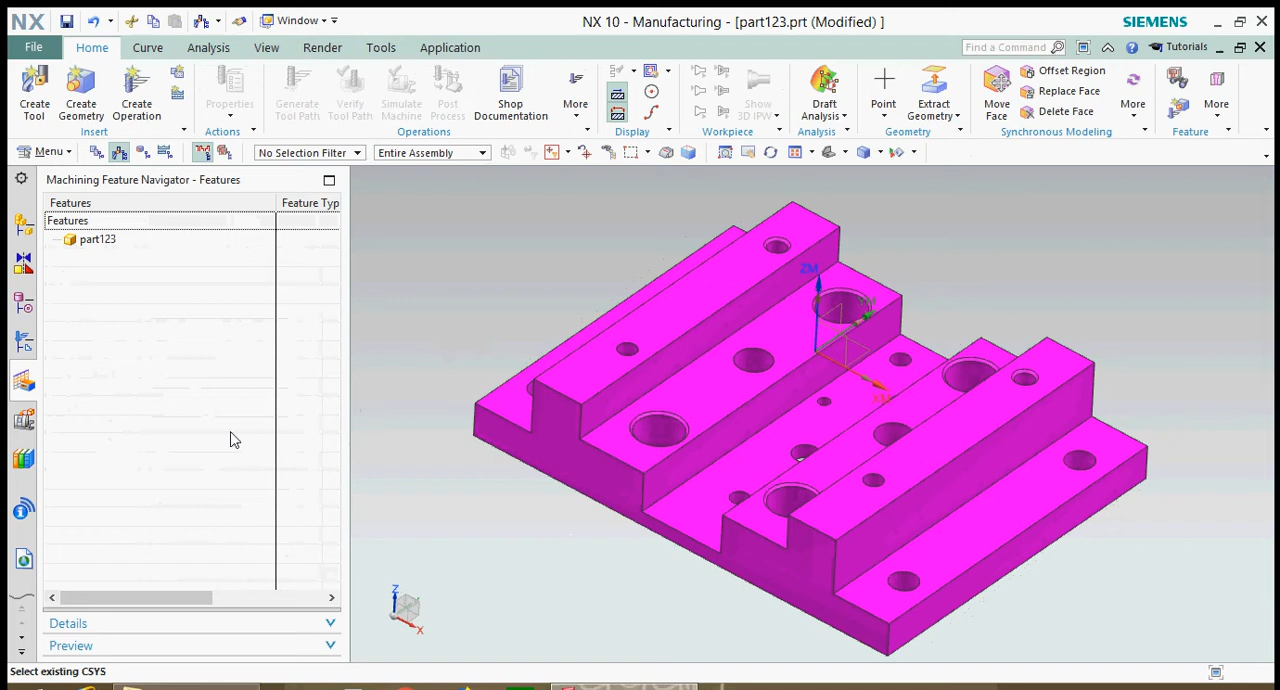 NX
Window
NX 10 - Manufacturing - [part123.prt (Modified) ]
SIEMENS
File
Home
Curve
Analysis
View
Render
Tools
Application
Find a Command
Tutorials
Create Tool
Create Geometry
Create Operation
Insert
Properties
Actions
Generate Tool Path
Verify Tool Path
Simulate Machine
Post Process
Shop Documentation
More
Operations
Display
Show 3D IPW
Workpiece
Draft Analysis
Analysis
Point
Extract Geometry
Geometry
Move Face
Offset Region
Replace Face
Delete Face
More
Synchronous Modeling
More
Feature
Menu
No Selection Filter
Entire Assembly
Machining Feature Navigator - Features
Features
Feature Typ
Features
part123
Details
Preview
ZM
YM
XM
Z
X
Select existing CSYS